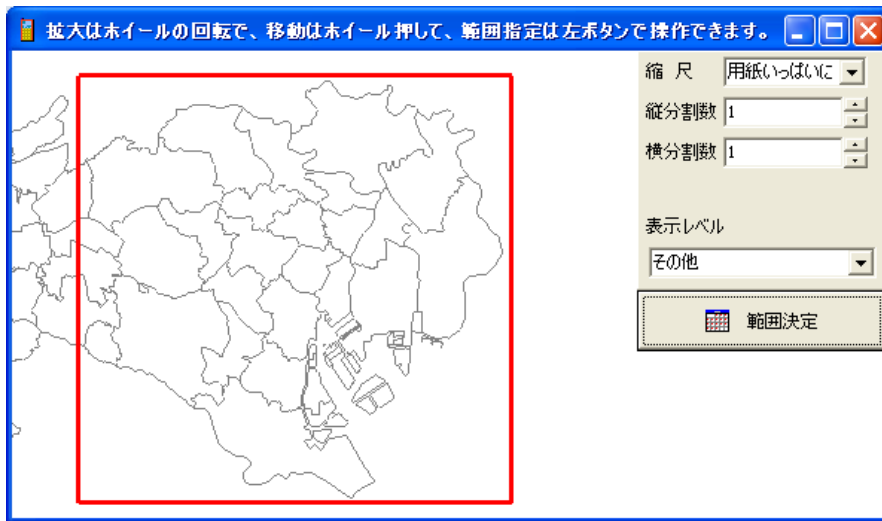 拡大はホイールの回転で、移動はホイール押して、範囲指定は左ボタンで操作できます。
縮 尺 用紙いっぱいに
縦分割数 1
横分割数 1
表示レベル
その他
範囲決定